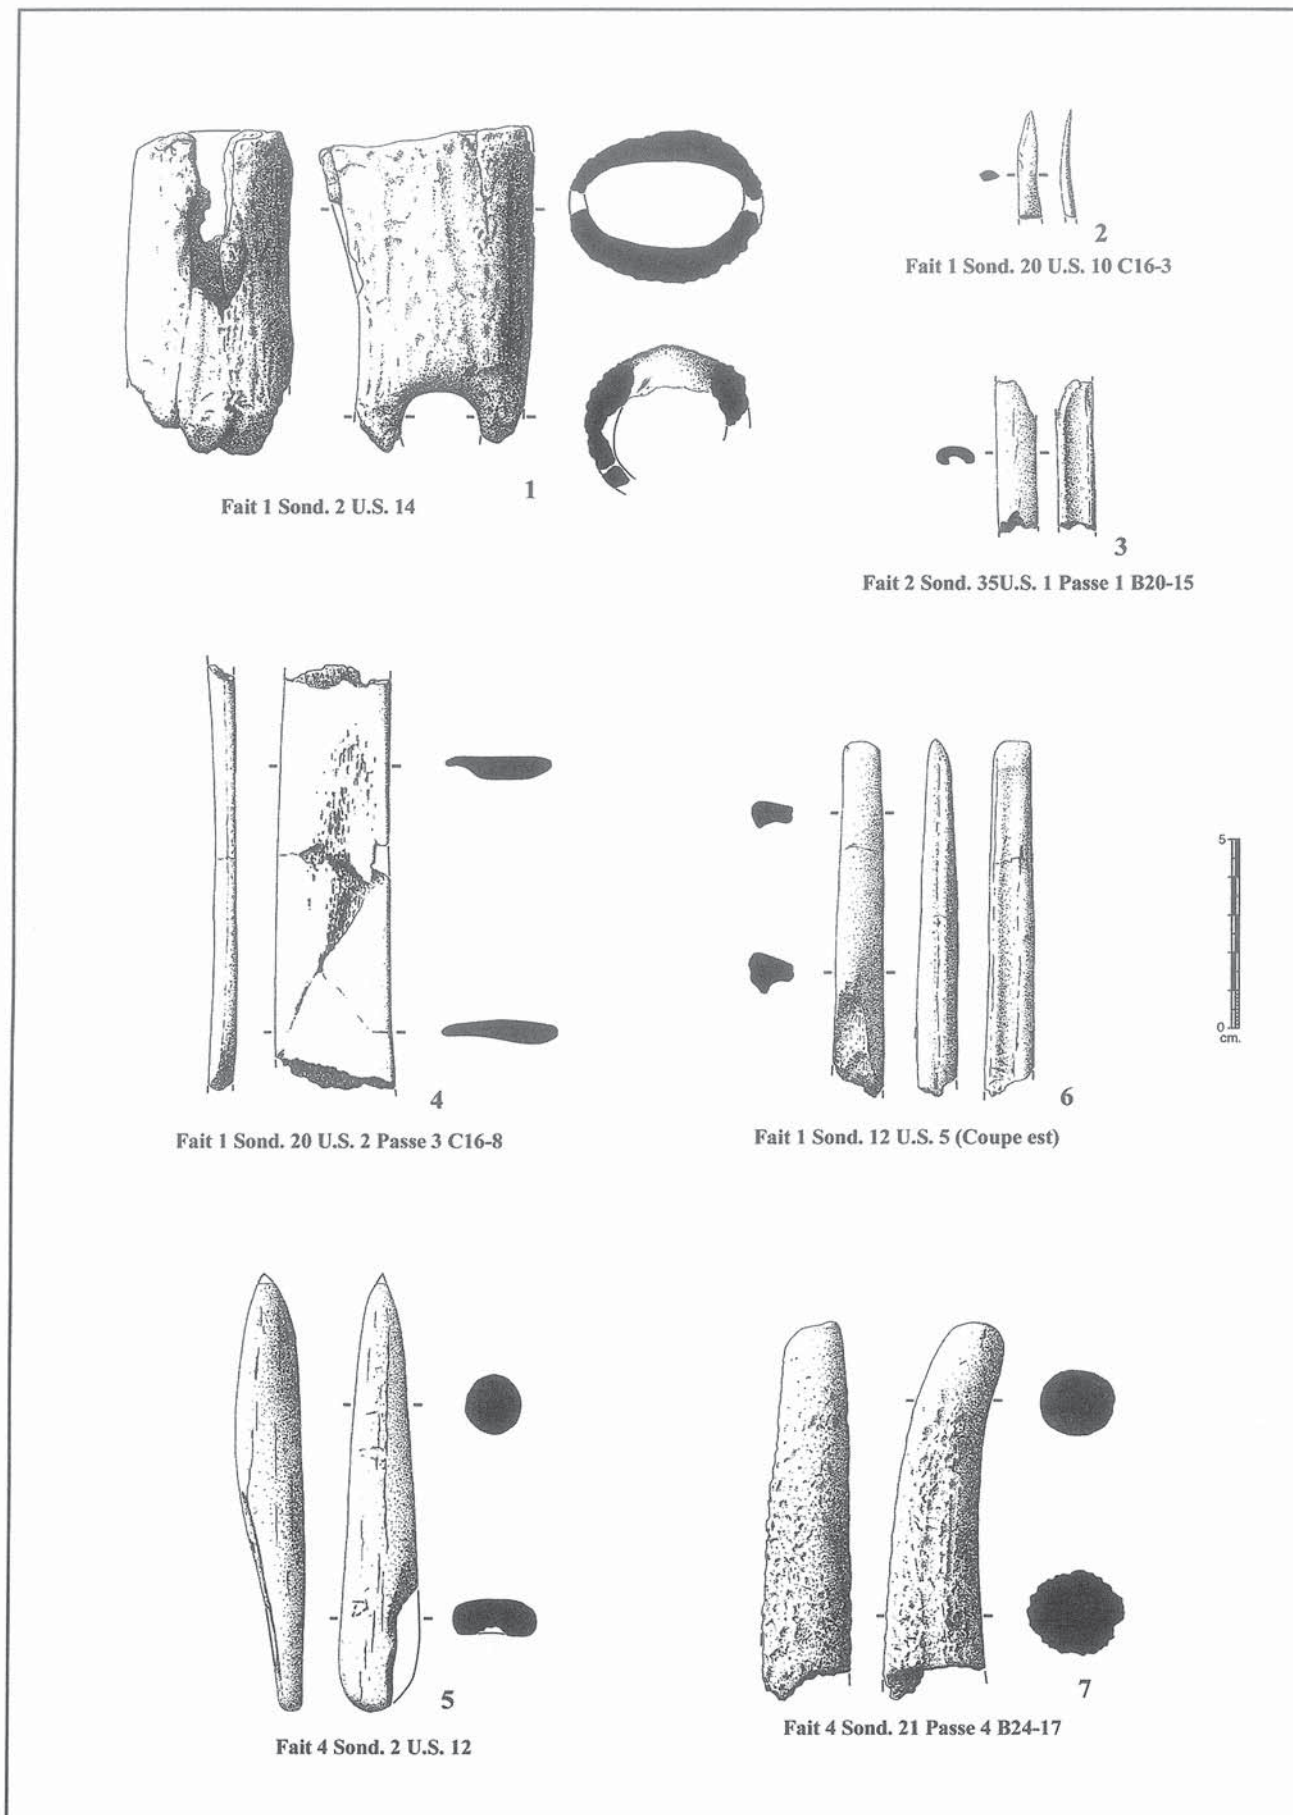 2
Fait 1 Sond. 20 U.S. 10 C16-3
1
Fait 1 Sond. 2 U.S. 14
3
Fait 2 Sond. 35U.S. 1 Passe 1 B20-15
4
Fait 1 Sond. 20 U.S. 2 Passe 3 C16-8
6
Fait 1 Sond. 12 U.S. 5 (Coupe est)
5
0
cm.
5
Fait 4 Sond. 2 U.S. 12
7
Fait 4 Sond. 21 Passe 4 B24-17